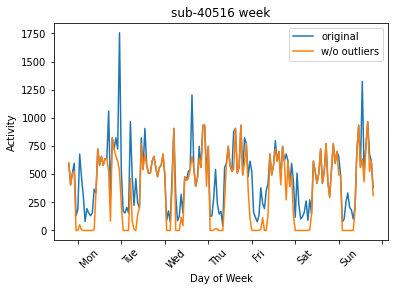 sub-40516 week
original
w/o outliers
1750
1500
1250
1000
750
500
250
0
Activity
Mon
Tue
Wed
Thu
Fri
Sat
Sun
Day of Week